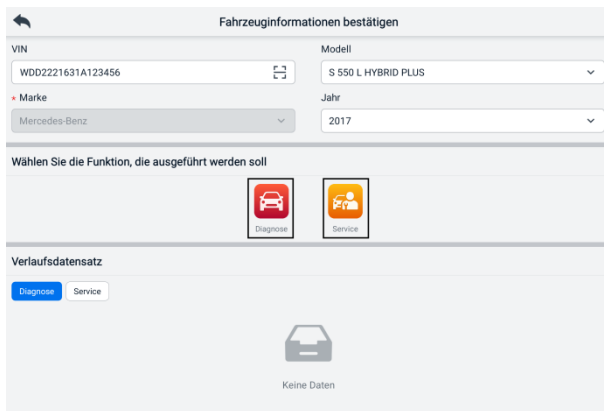 Fahrzeuginformationen bestätigen
VIN
Modell
WDD2221631A123456
S 550 L HYBRID PLUS
* Marke
Jahr
Mercedes-Benz
2017
Wählen Sie die Funktion, die ausgeführt werden soll
Diagnose
Service
Verlaufsdatensatz
Diagnose
Service
Keine Daten